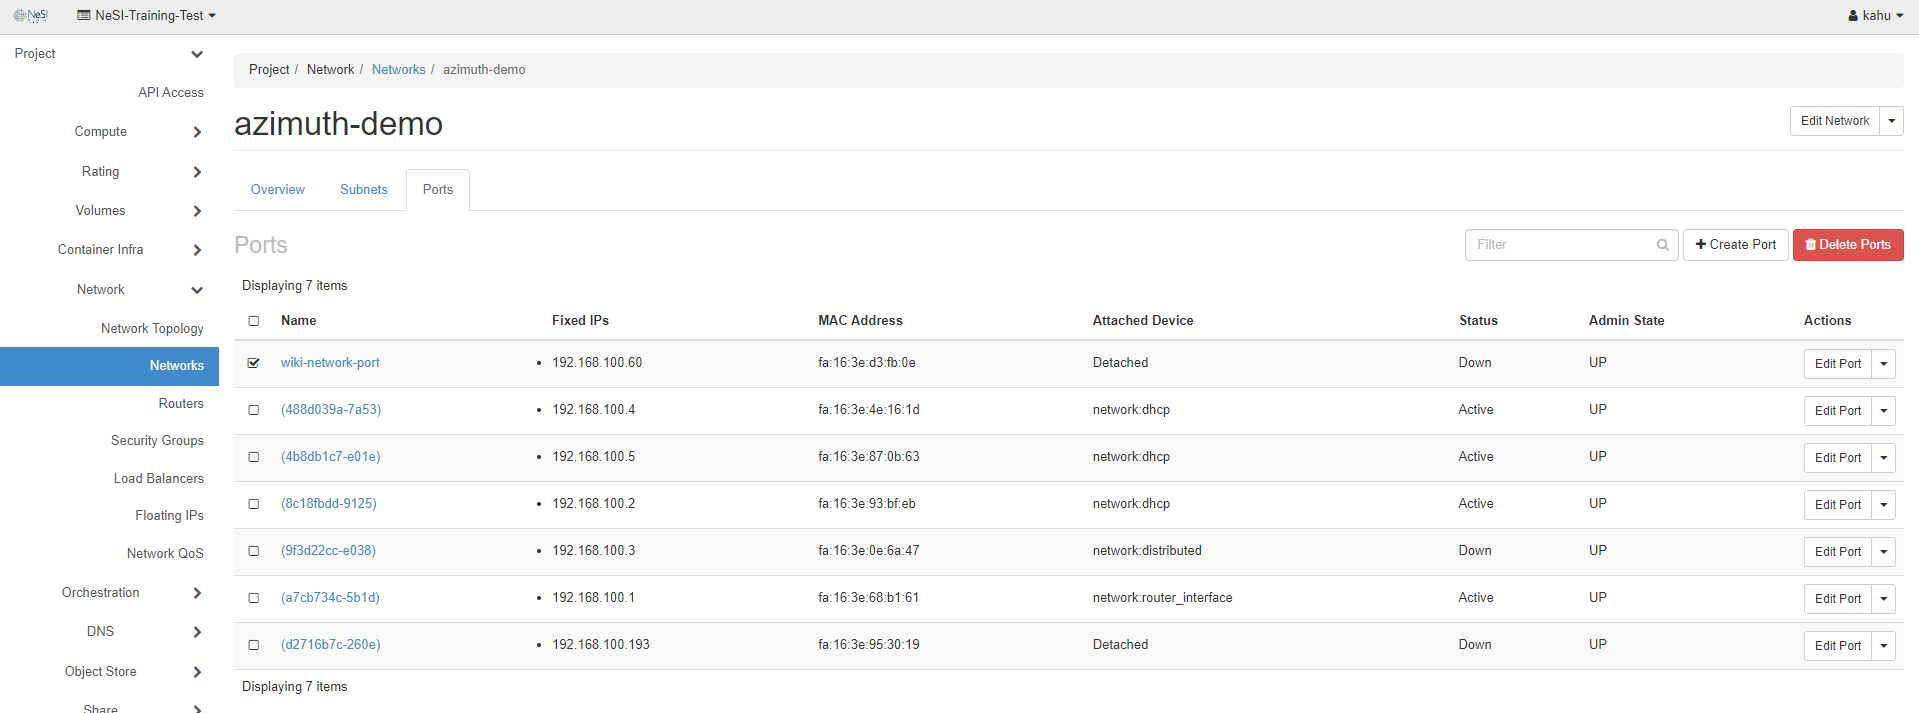 NeSI
NeSI-Training-Test
kahu
Project
API Access
Compute
Rating
Volumes
Container Infra
Network
Network Topology
Networks
Routers
Security Groups
Load Balancers
Floating IPs
Network QoS
Orchestration
DNS
Object Store
Share
Project / Network / Networks / azimuth-demo
azimuth-demo
Edit Network
Overview Subnets Ports
Ports
Filter
Create Port
Delete Ports
Displaying 7 items
Name Fixed IPs MAC Address Attached Device Status Admin State Actions
wiki-network-port • 192.168.100.60 fa:16:3e:d3:fb:0e Detached Down UP Edit Port
(488d039a-7a53) • 192.168.100.4 fa:16:3e:4e:16:1d network:dhcp Active UP Edit Port
(4b8db1c7-e01e) • 192.168.100.5 fa:16:3e:87:0b:63 network:dhcp Active UP Edit Port
(8c18fbdd-9125) • 192.168.100.2 fa:16:3e:93:bf:eb network:dhcp Active UP Edit Port
(9f3d22cc-e038) • 192.168.100.3 fa:16:3e:0e:6a:47 network:distributed Down UP Edit Port
(a7cb734c-5b1d) • 192.168.100.1 fa:16:3e:68:b1:61 network:router_interface Active UP Edit Port
(d2716b7c-260e) • 192.168.100.193 fa:16:3e:95:30:19 Detached Down UP Edit Port
Displaying 7 items